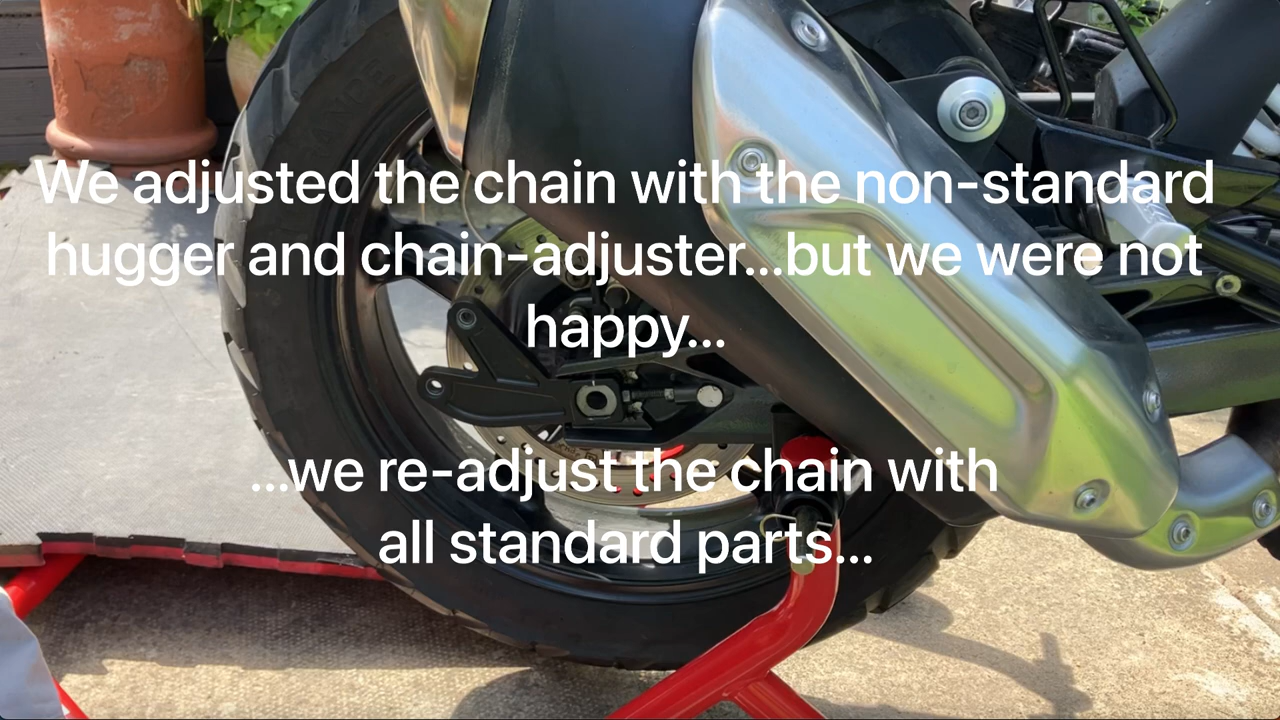 We adjusted the chain with the non-standard
hugger and chain-adjuster...but we were not
happy...
...we re-adjust the chain with
all standard parts...